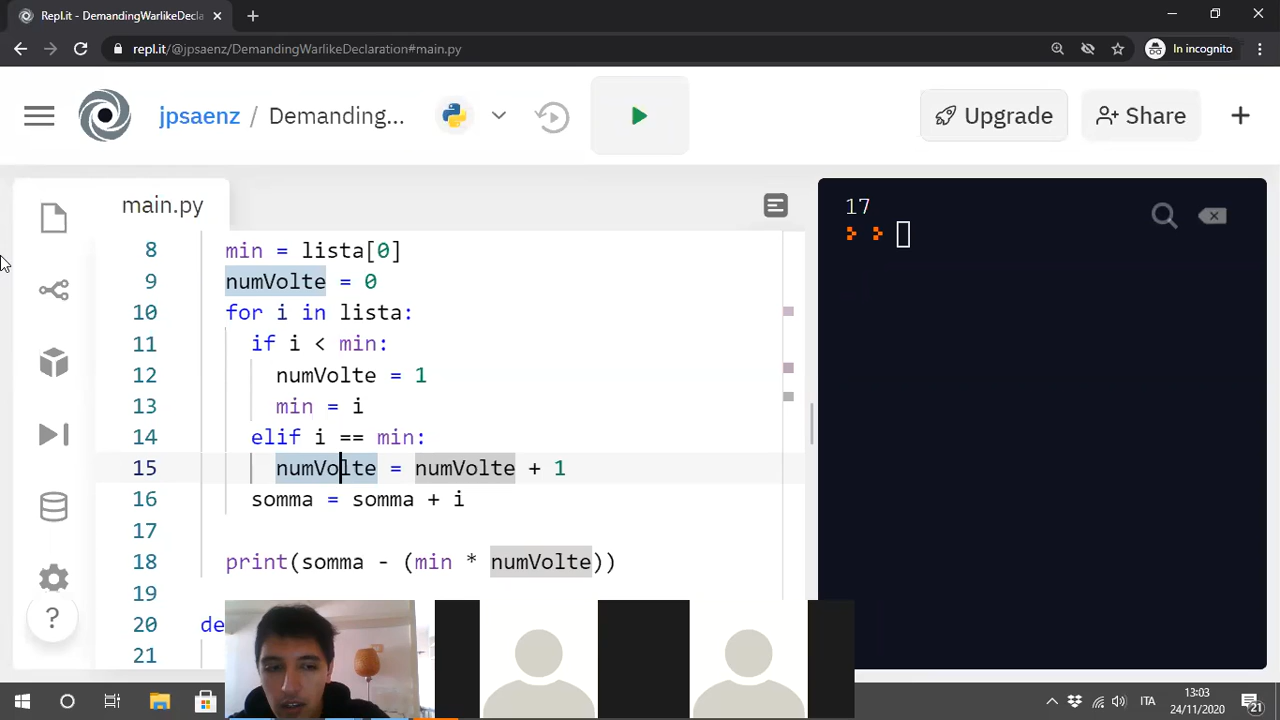 Repl.it - DemandingWarlikeDecla
repl.it/@jpsaenz/DemandingWarlikeDeclaration#main.py
In incognito
jpsaenz / Demanding...
Upgrade
Share
main.py
8 min = lista[0]
9 numVolte = 0
10 for i in lista:
11 if i < min:
12 numVolte = 1
13 min = i
14 elif i == min:
15 numVolte = numVolte + 1
16 somma = somma + i
17
18 print(somma - (min * numVolte))
19
20 de
21
17
?
ITA
13:03
24/11/2020
21